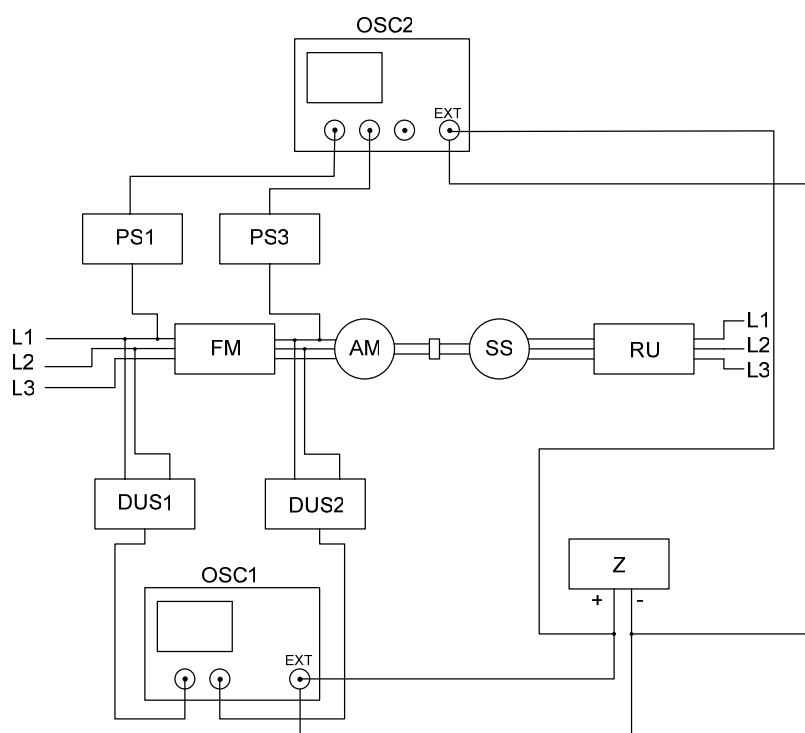 OSC2
EXT
PS1
PS3
L1
L2
L3
FM
AM
SS
RU
L1
L2
L3
DUS1
DUS2
Z
+ -
OSC1
EXT